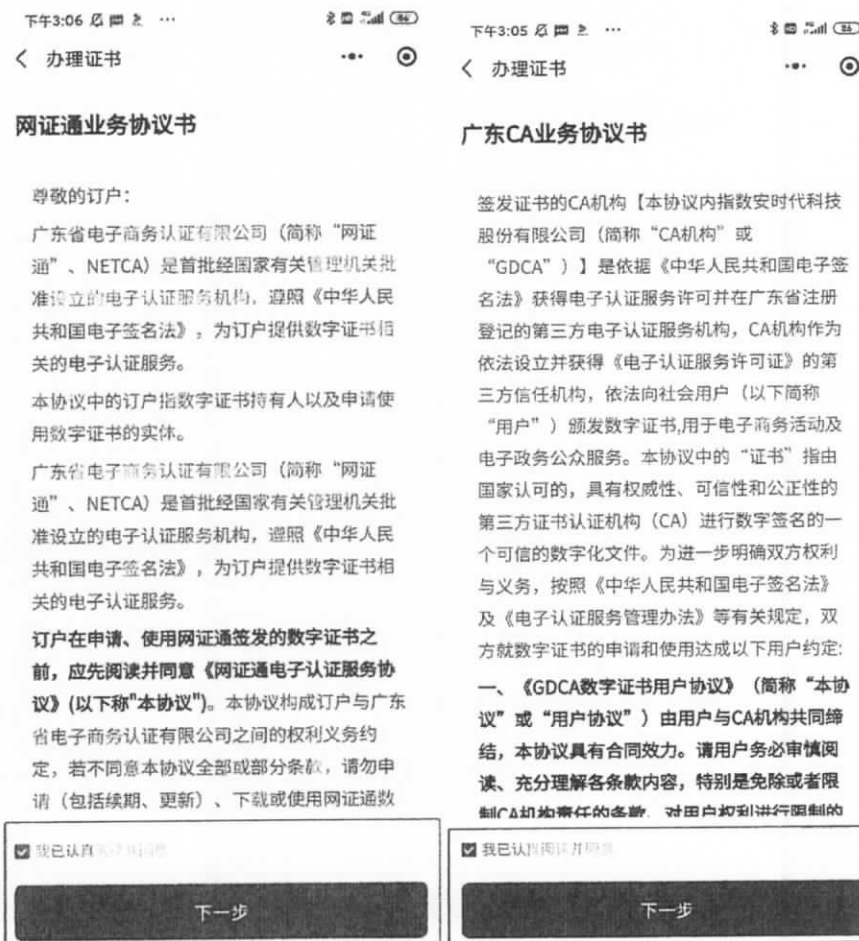 下午3:06
办理证书
网证通业务协议书
尊敬的订户：
广东省电子商务认证有限公司（简称“网证
通”、NETCA）是首批经国家有关管理机关批
准设立的电子认证服务机构，遵照《中华人民
共和国电子签名法》，为订户提供数字证书相
关的电子认证服务。
本协议中的订户指数字证书持有人以及申请使
用数字证书的实体。
广东省电子商务认证有限公司（简称“网证
通”、NETCA）是首批经国家有关管理机关批
准设立的电子认证服务机构，遵照《中华人民
共和国电子签名法》，为订户提供数字证书相
关的电子认证服务。
订户在申请、使用网证通签发的数字证书之
前，应先阅读并同意《网证通电子认证服务协
议》(以下称"本协议")。本协议构成订户与广东
省电子商务认证有限公司之间的权利义务约
定，若不同意本协议全部或部分条款，请勿申
请（包括续期、更新）、下载或使用网证通数
我已认真
下一步
下午3:05
办理证书
广东CA业务协议书
签发证书的CA机构【本协议内指数安时代科技
股份有限公司（简称“CA机构”或
“GDCA”）】是依据《中华人民共和国电子签
名法》获得电子认证服务许可并在广东省注册
登记的第三方电子认证服务机构，CA机构作为
依法设立并获得《电子认证服务许可证》的第
三方信任机构，依法向社会用户（以下简称
“用户”）颁发数字证书,用于电子商务活动及
电子政务公众服务。本协议中的“证书”指由
国家认可的，具有权威性、可信性和公正性的
第三方证书认证机构（CA）进行数字签名的一
个可信的数字化文件。为进一步明确双方权利
与义务，按照《中华人民共和国电子签名法》
及《电子认证服务管理办法》等有关规定，双
方就数字证书的申请和使用达成以下用户约定:
一、《GDCA数字证书用户协议》（简称“本协
议”或“用户协议”）由用户与CA机构共同缔
结，本协议具有合同效力。请用户务必审慎阅
读、充分理解各条款内容，特别是免除或者限
制CA机构责任的条款、对用户权利进行限制的
我已认真阅读并同意
下一步